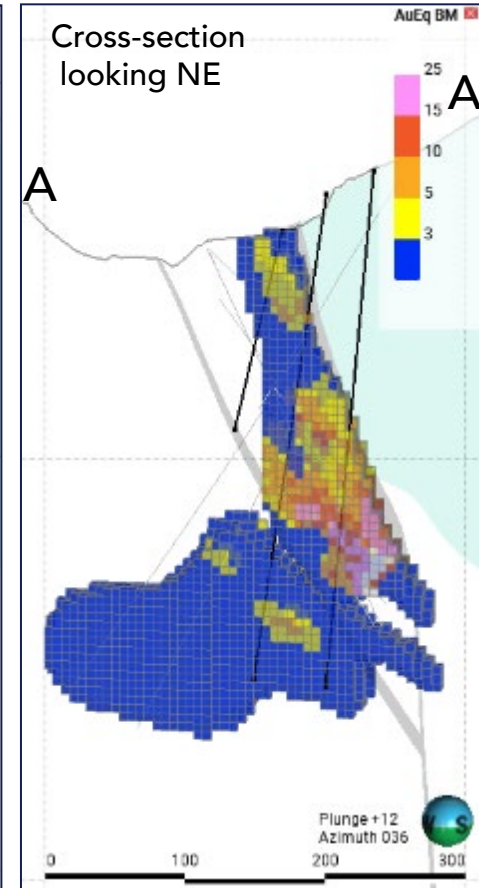 AuEq BM
Cross-section
looking NE
25
15
10
5
3
A
A
Plunge +12
Azimuth 036
S
0
100
200
300